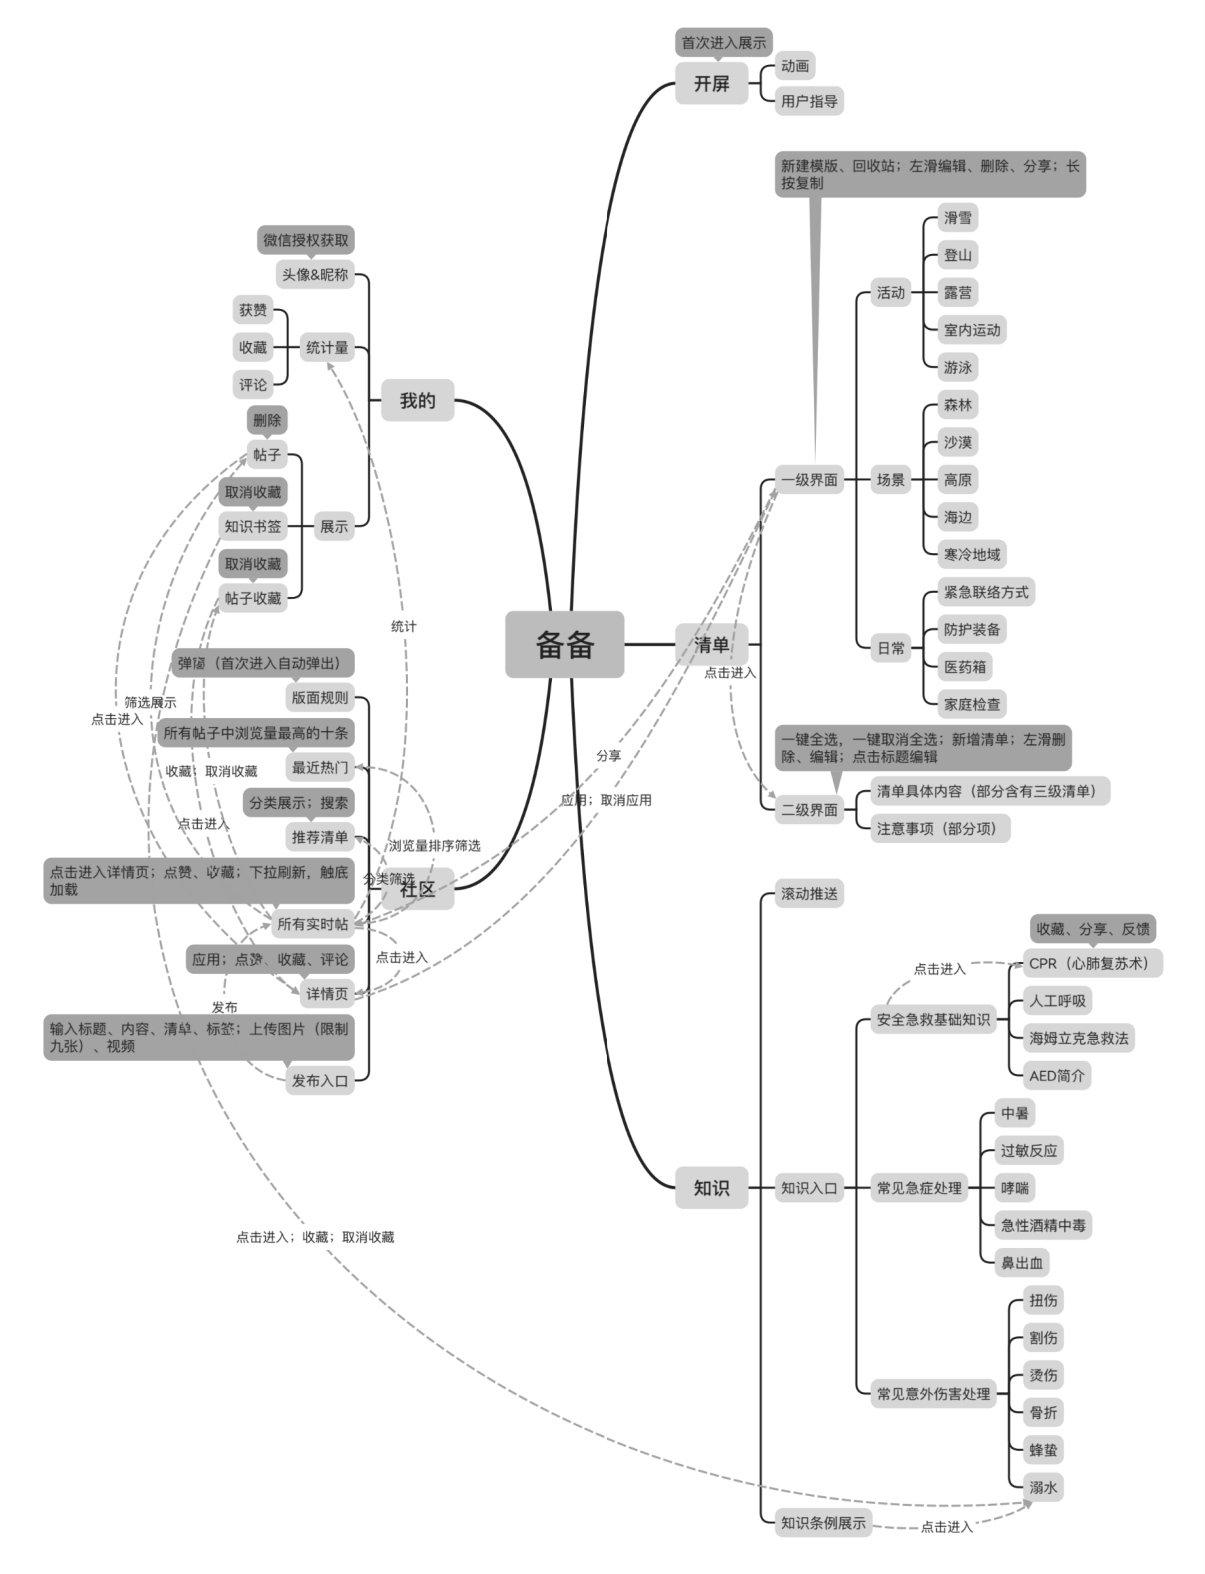 备备
首次进入展示
开屏
动画
用户指导
新建模版、回收站；左滑编辑、删除、分享；长
按复制
清单
一级界面
活动
滑雪
登山
露营
室内运动
游泳
场景
森林
沙漠
高原
海边
寒冷地域
日常
紧急联络方式
防护装备
医药箱
家庭检查
点击进入
一键全选，一键取消全选；新增清单；左滑删
除、编辑；点击标题编辑
二级界面
清单具体内容（部分含有三级清单）
注意事项（部分项）
知识
滚动推送
知识入口
安全急救基础知识
点击进入
收藏、分享、反馈
CPR（心肺复苏术）
人工呼吸
海姆立克急救法
AED简介
常见急症处理
中暑
过敏反应
哮喘
急性酒精中毒
鼻出血
常见意外伤害处理
扭伤
割伤
烫伤
骨折
蜂蛰
溺水
知识条例展示
点击进入
我的
微信授权获取
头像&昵称
统计量
获赞
收藏
评论
展示
删除
帖子
取消收藏
知识书签
取消收藏
帖子收藏
统计
社区
弹窗（首次进入自动弹出）
版面规则
所有帖子中浏览量最高的十条
最近热门
分类展示；搜索
推荐清单
点击进入详情页；点赞、收藏；下拉刷新，触底
加载
所有实时帖
应用；点赞、收藏、评论
详情页
输入标题、内容、清单、标签；上传图片（限制
九张）、视频
发布入口
筛选展示
点击进入
收藏；取消收藏
点击进入
浏览量排序筛选
分类筛选
点击进入
发布
分享
应用；取消应用
点击进入；收藏；取消收藏